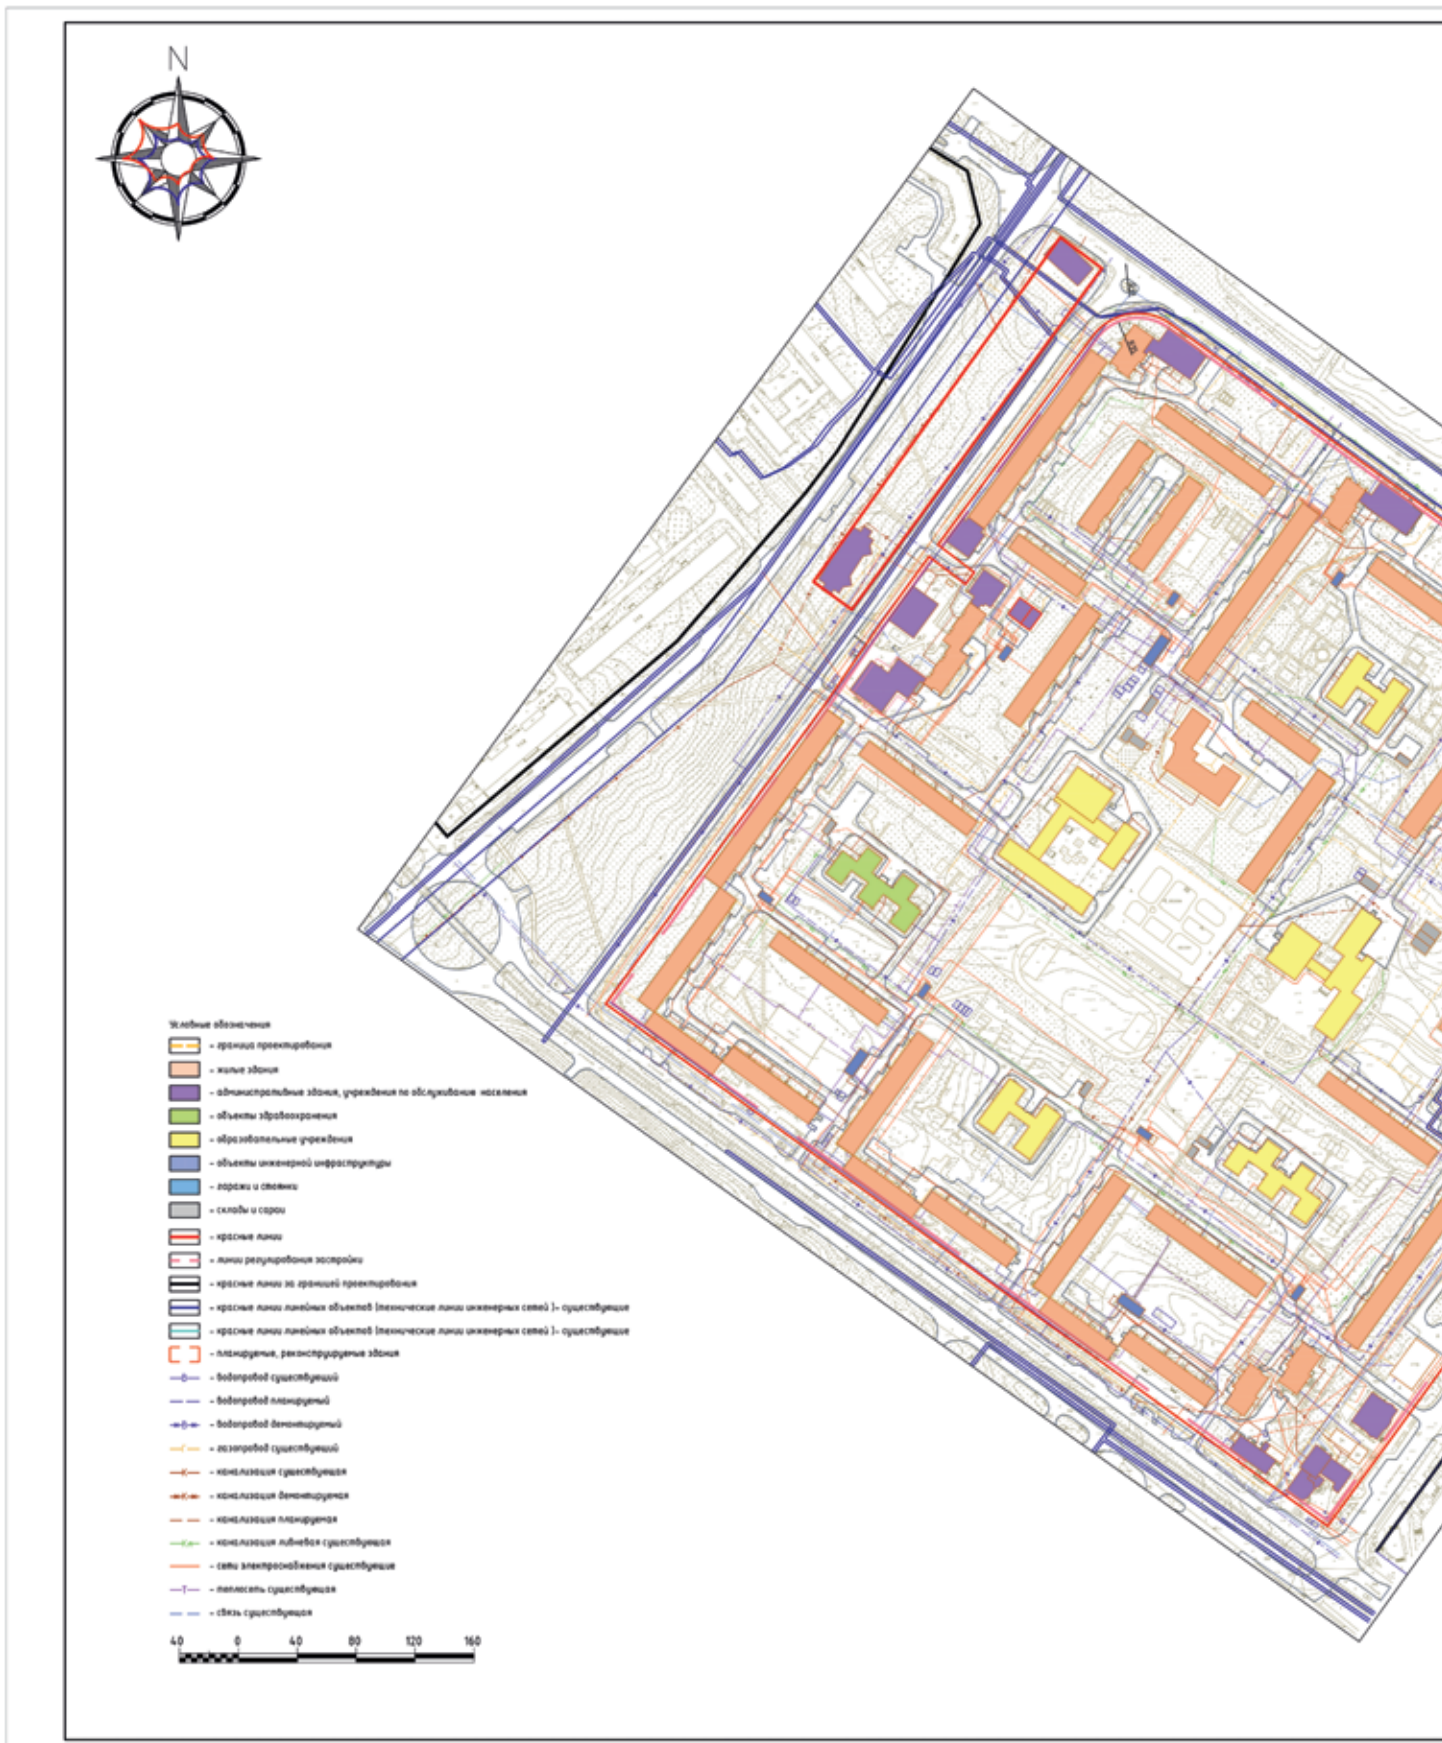 N
Условные обозначения
- граница проектирования
- жилые здания
- административные здания, учреждения по обслуживанию населения
- объекты здравоохранения
- образовательные учреждения
- объекты инженерной инфраструктуры
- гаражи и стоянки
- склады и сараи
- красные линии
- линии регулирования застройки
- красные линии за границей проектирования
- красные линии линейных объектов (технические линии инженерных сетей )- существующие
- красные линии линейных объектов (технические линии инженерных сетей )- существующие
- планируемые, реконструируемые здания
В - водопровод существующий
- водопровод планируемый
В - водопровод демонтируемый
Г - газопровод существующий
К - канализация существующая
К - канализация демонтируемая
- канализация планируемая
Кл - канализация ливневая существующая
- сети электроснабжения существующие
Т - теплосеть существующая
- связь существующая
40 0 40 80 120 160